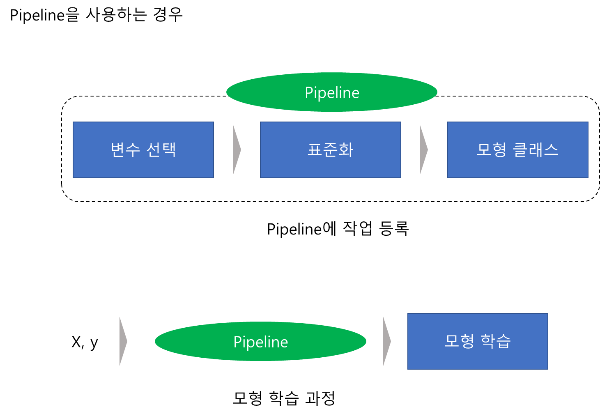 Pipeline을 사용하는 경우
Pipeline
변수 선택
표준화
모형 클래스
Pipeline에 작업 등록
X, y
Pipeline
모형 학습
모형 학습 과정